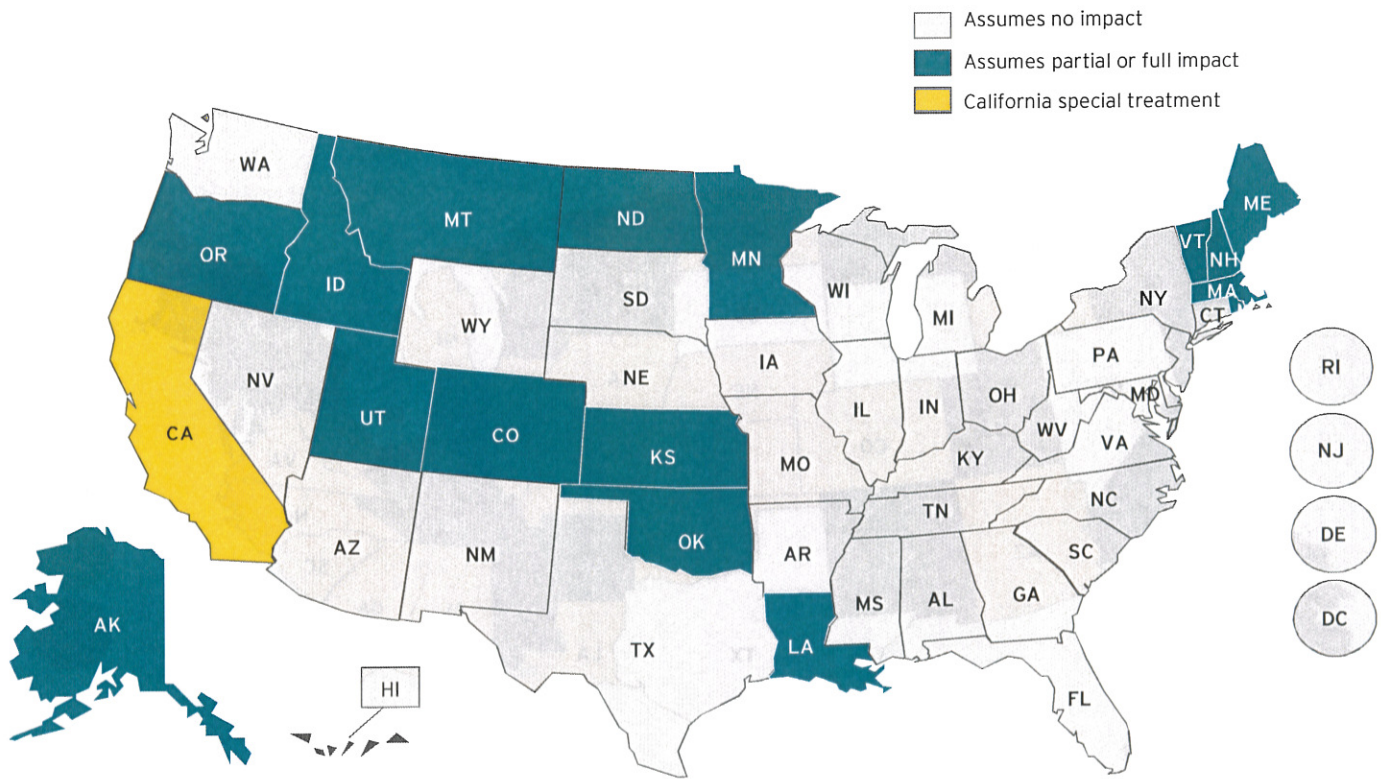 Assumes no impact
Assumes partial or full impact
California special treatment
WA
MT
ND
MN
OR
ID
SD
WI
MI
NY
VT
NH
ME
MA
CT
WY
IA
NE
PA
NV
UT
CO
IL
IN
OH
MD
CA
KS
MO
KY
WV
VA
AZ
NM
OK
AR
TN
NC
SC
MS
AL
GA
AK
HI
TX
LA
FL
RI
NJ
DE
DC